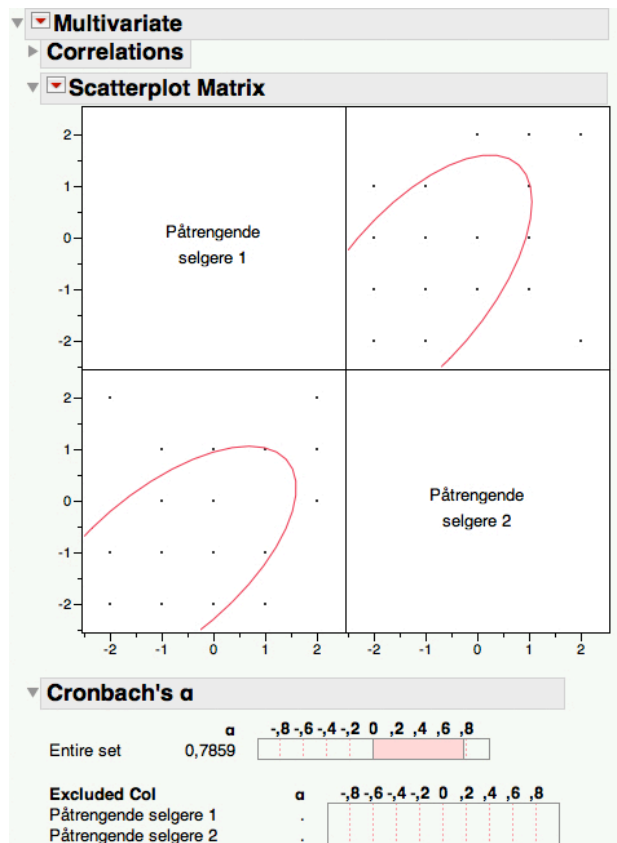 Multivariate
Correlations
Scatterplot Matrix
2
1
0
-1
-2
Påtrengende
selgere 1
2
1
0
-1
-2
Påtrengende
selgere 2
-2 -1 0 1 2 -2 -1 0 1 2
Cronbach's α
α -,8 -,6 -,4 -,2 0 ,2 ,4 ,6 ,8
Entire set 0,7859
Excluded Col α -,8 -,6 -,4 -,2 0 ,2 ,4 ,6 ,8
Påtrengende selgere 1 .
Påtrengende selgere 2 .